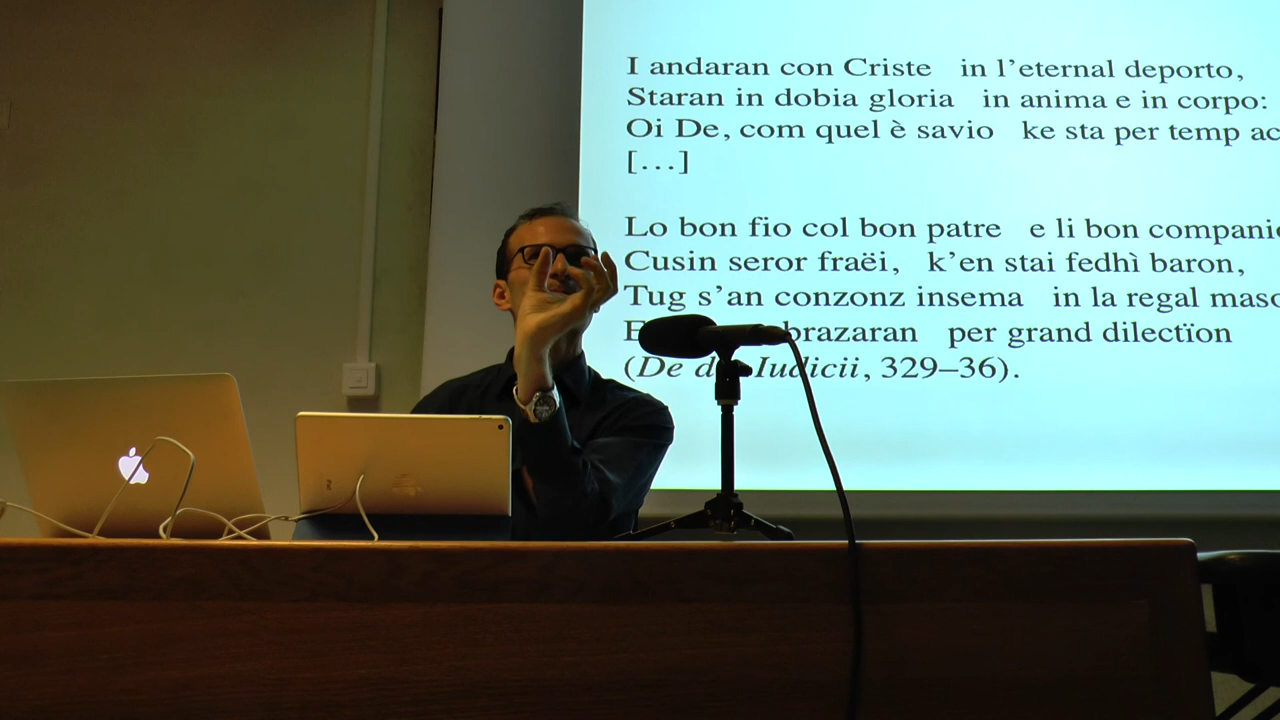 I andaran con Criste in l'eternal deporto,
Staran in dobia gloria in anima e in corpo:
Oi De, com quel è savio ke sta per temp
[…]
Lo bon fio col bon patre e li bon
Cusin seror fraëi, k'en stai fedhì baron,
Tug s'an conzonz insema in la regal
per grand dilectïon
(De Iudicii, 329–36).